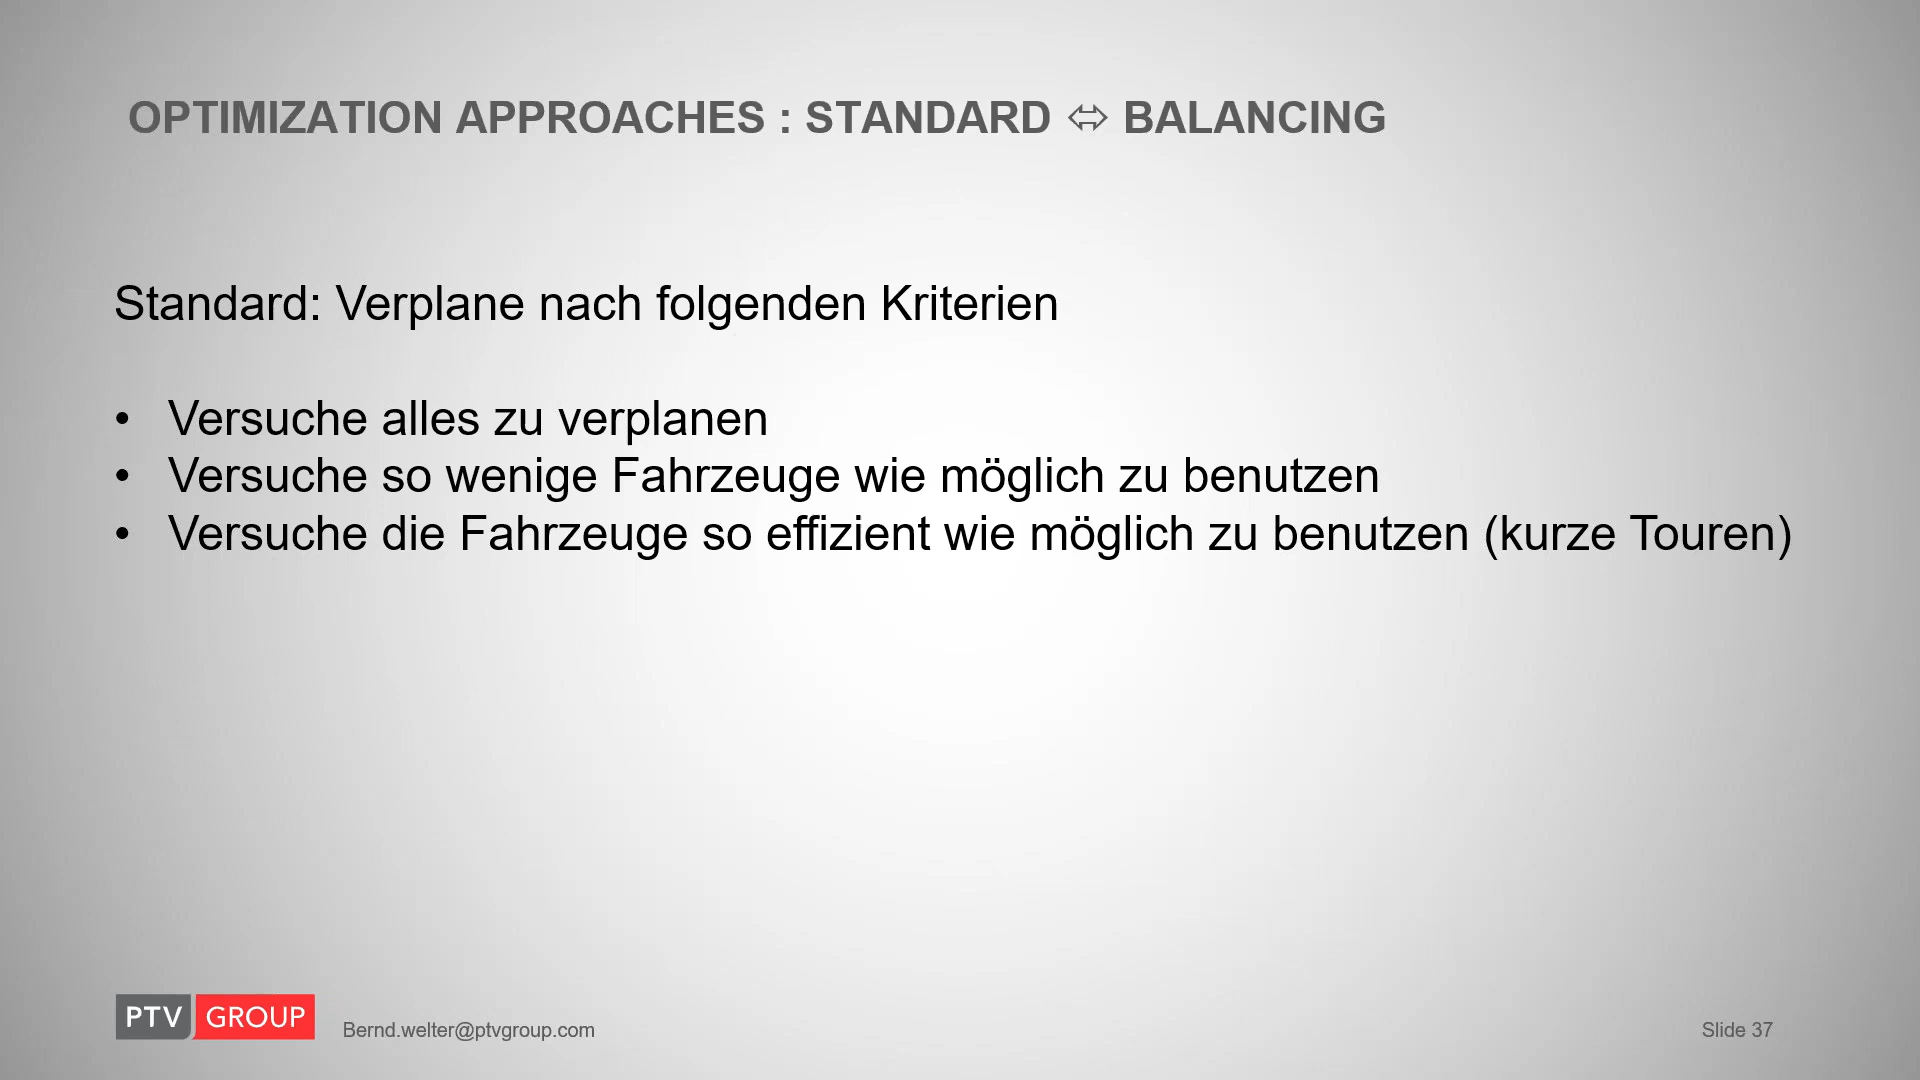 OPTIMIZATION APPROACHES : STANDARD ⬄ BALANCING
Standard: Verplane nach folgenden Kriterien
• Versuche alles zu verplanen
• Versuche so wenige Fahrzeuge wie möglich zu benutzen
• Versuche die Fahrzeuge so effizient wie möglich zu benutzen (kurze Touren)
PTV GROUP
Bernd.welter@ptvgroup.com
Slide 37